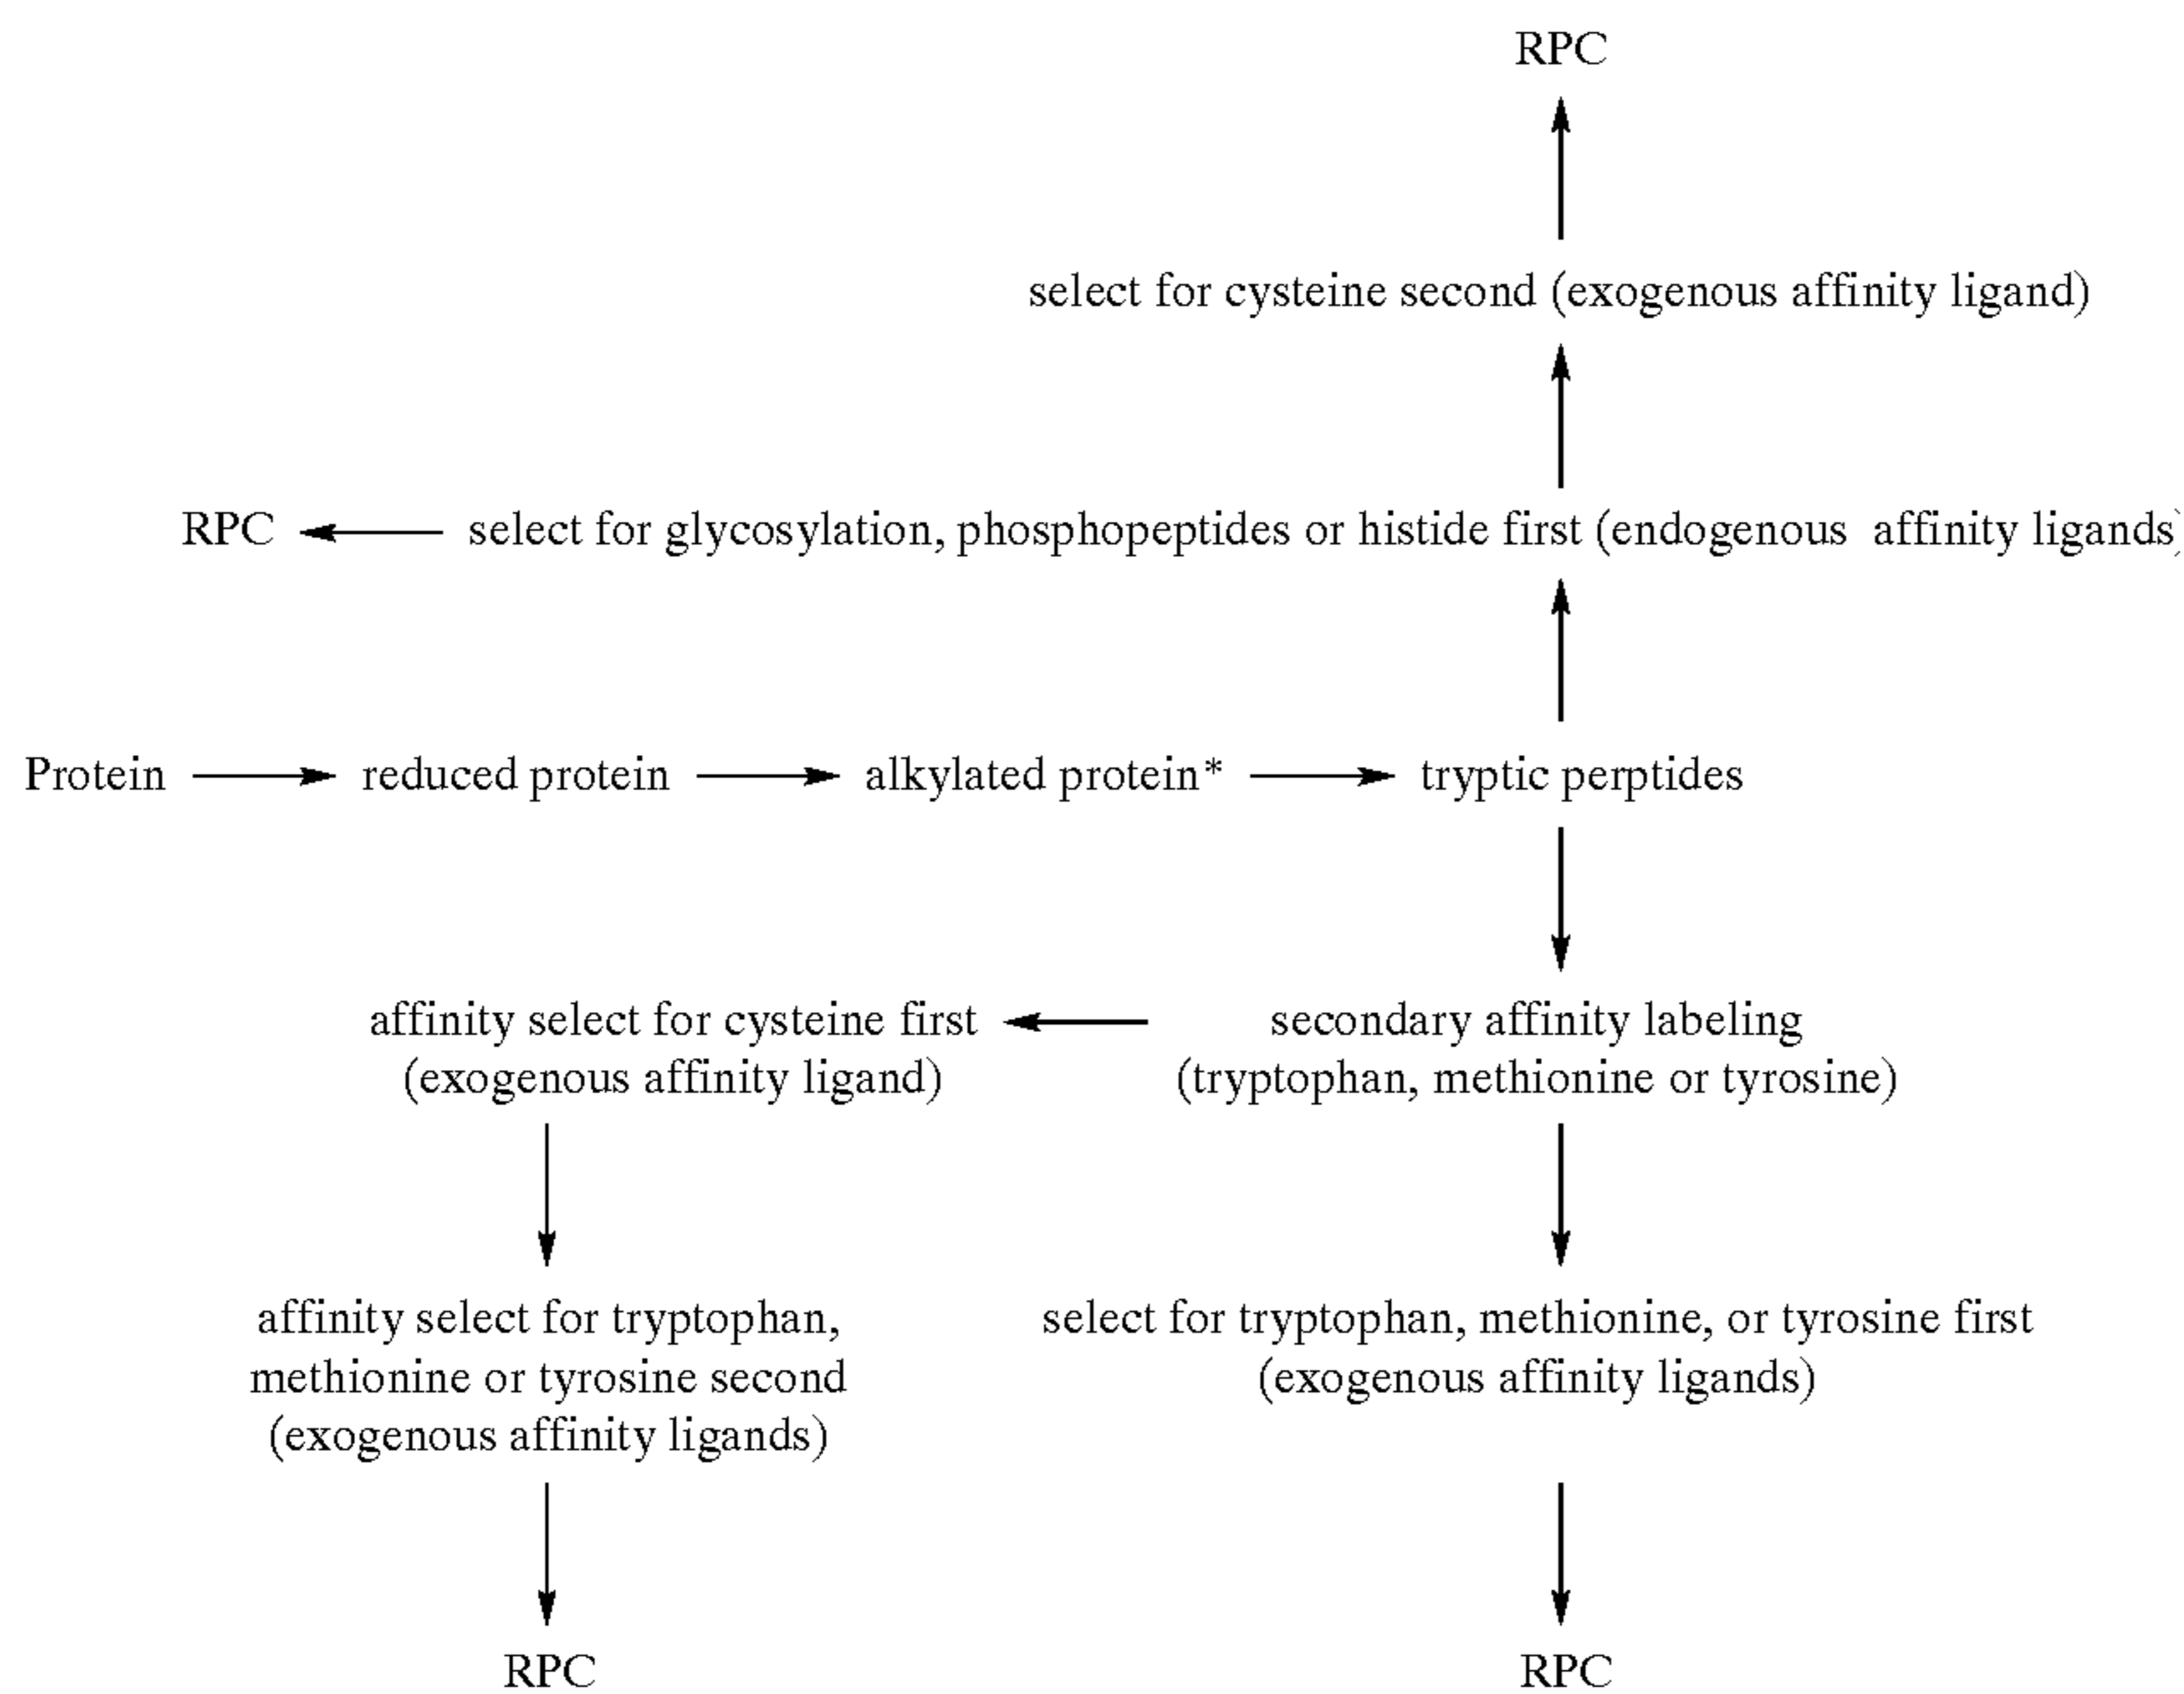 RPC
select for cysteine second (exogenous affinity ligand)
RPC
select for glycosylation, phosphopeptides or histide first (endogenous affinity ligands)
Protein
reduced protein
alkylated protein*
tryptic perptides
affinity select for cysteine first
(exogenous affinity ligand)
secondary affinity labeling
(tryptophan, methionine or tyrosine)
affinity select for tryptophan,
methionine or tyrosine second
(exogenous affinity ligands)
select for tryptophan, methionine, or tyrosine first
(exogenous affinity ligands)
RPC
RPC